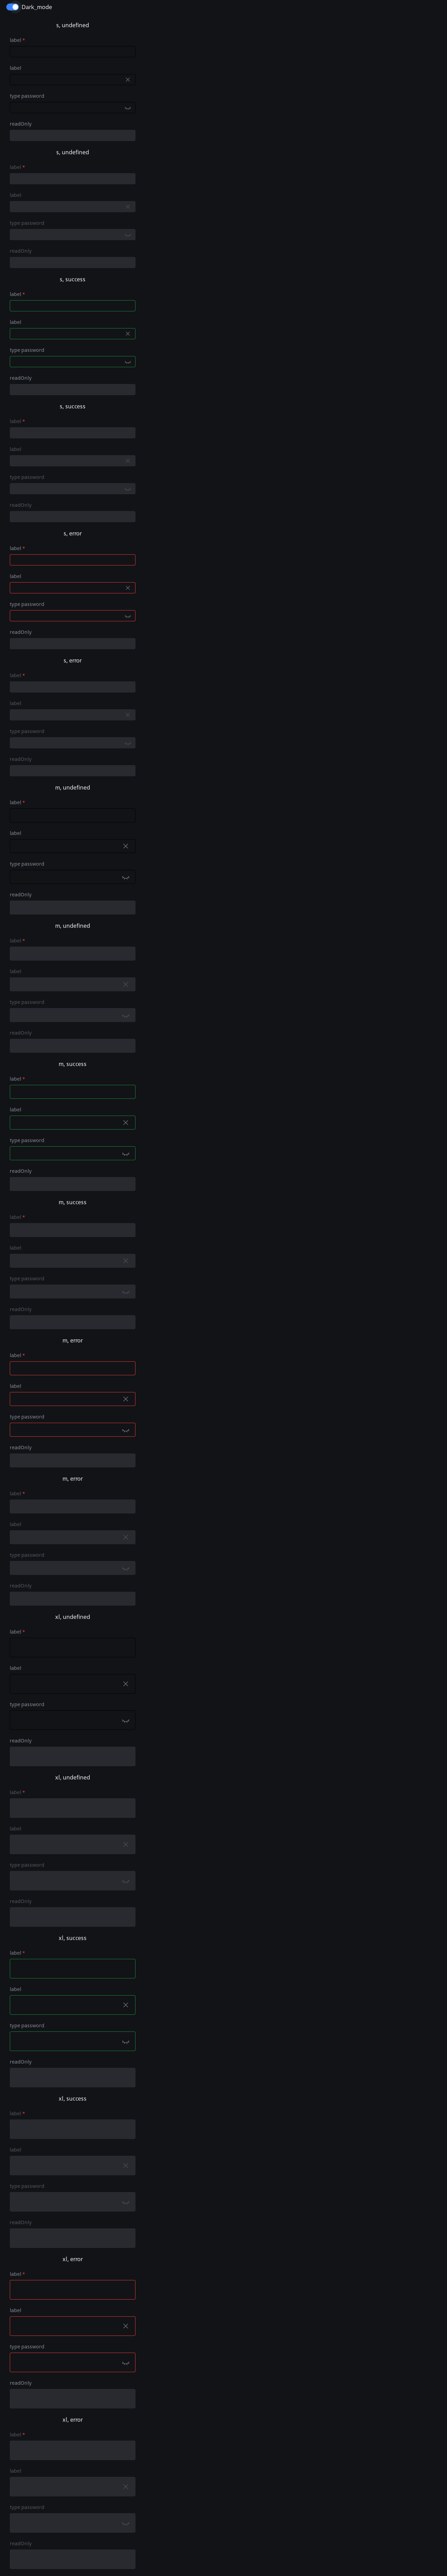 Dark_mode
s, undefined
label *
label
type password
readOnly
s, undefined
label *
label
type password
readOnly
s, success
label *
label
type password
readOnly
s, success
label *
label
type password
readOnly
s, error
label *
label
type password
readOnly
s, error
label *
label
type password
readOnly
m, undefined
label *
label
type password
readOnly
m, undefined
label *
label
type password
readOnly
m, success
label *
label
type password
readOnly
m, success
label *
label
type password
readOnly
m, error
label *
label
type password
readOnly
m, error
label *
label
type password
readOnly
xl, undefined
label *
label
type password
readOnly
xl, undefined
label *
label
type password
readOnly
xl, success
label *
label
type password
readOnly
xl, success
label *
label
type password
readOnly
xl, error
label *
label
type password
readOnly
xl, error
label *
label
type password
readOnly